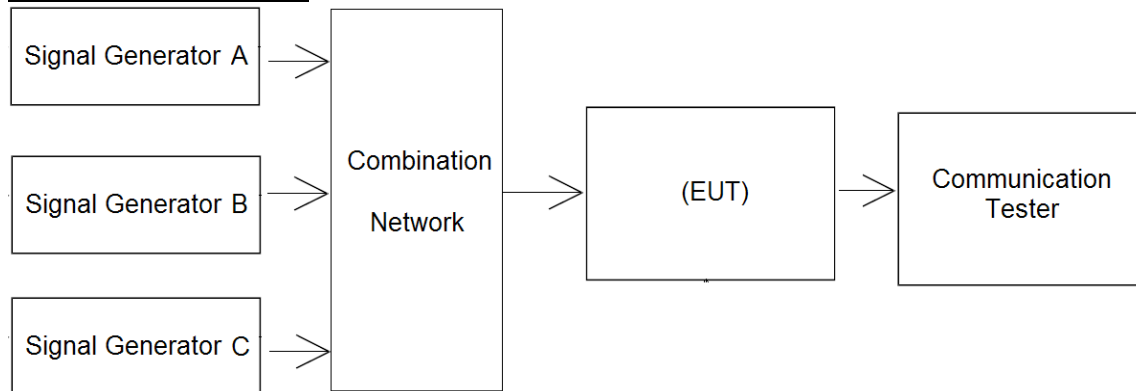 Signal Generator A
Signal Generator B
Signal Generator C
Combination
Network
(EUT)
Communication
Tester